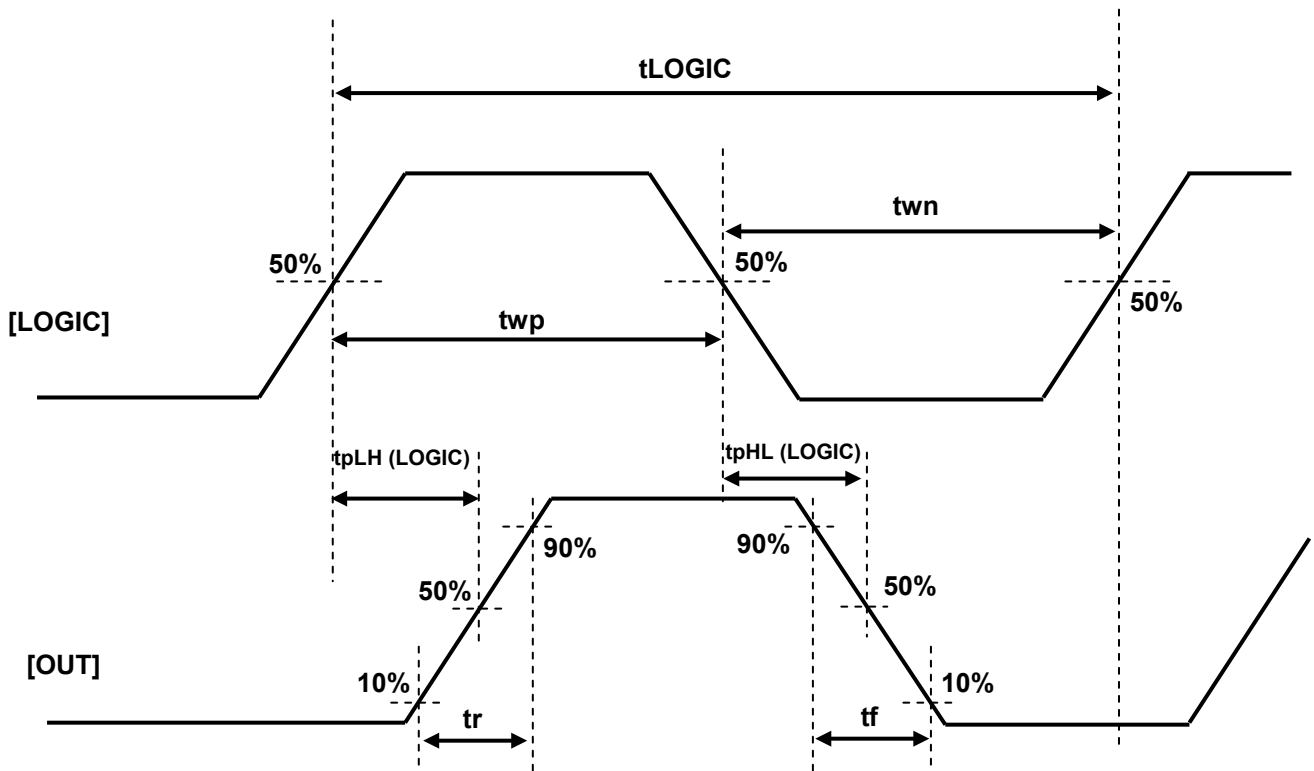 tLOGIC
twn
50%
50%
50%
[LOGIC]
twp
tpLH (LOGIC)
tpHL (LOGIC)
90%
90%
50%
50%
[OUT]
10%
10%
tr
tf